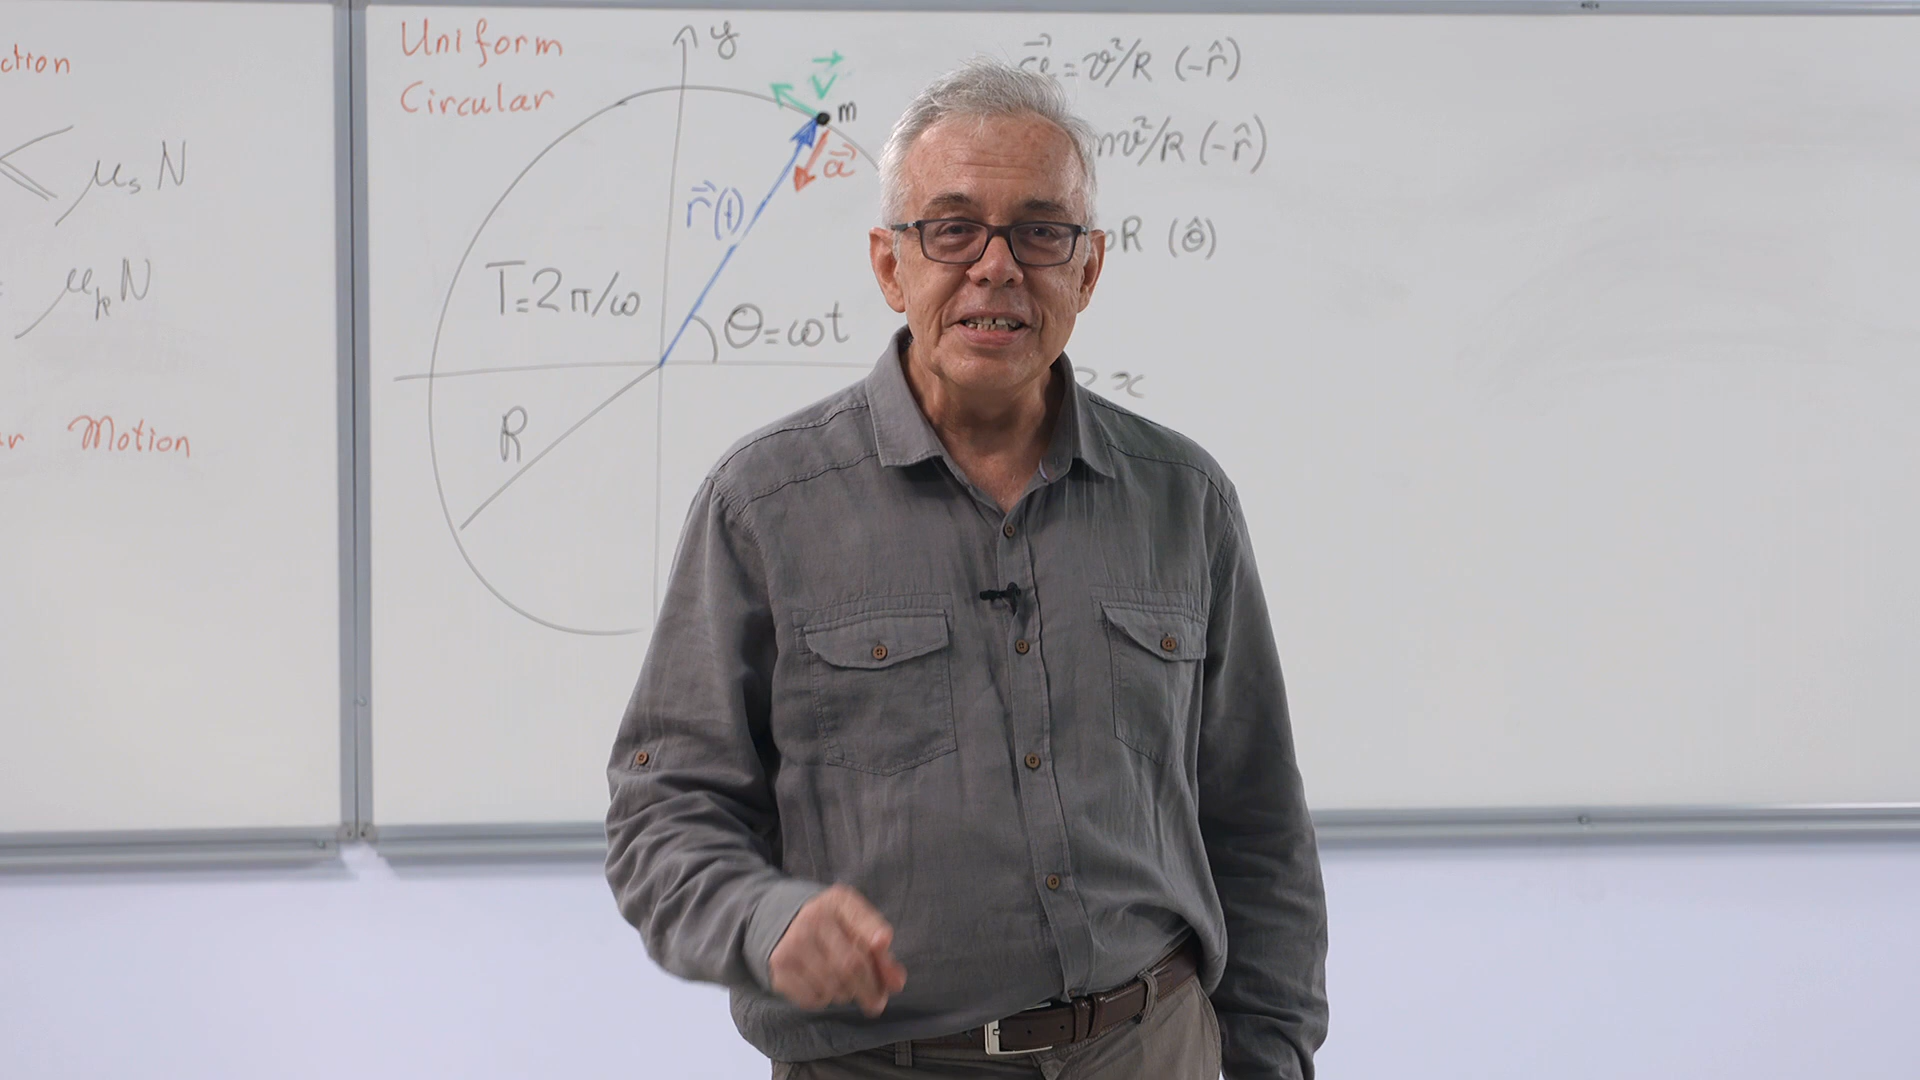 ction
< μₛ N
μₖ N
Motion
Uniform
Circular
y
v⃗
m
a⃗
r⃗(t)
T=2π/ω
θ=ωt
R
x
a⃗ = v²/R (-r̂)
mv²/R (-r̂)
R (θ̂)